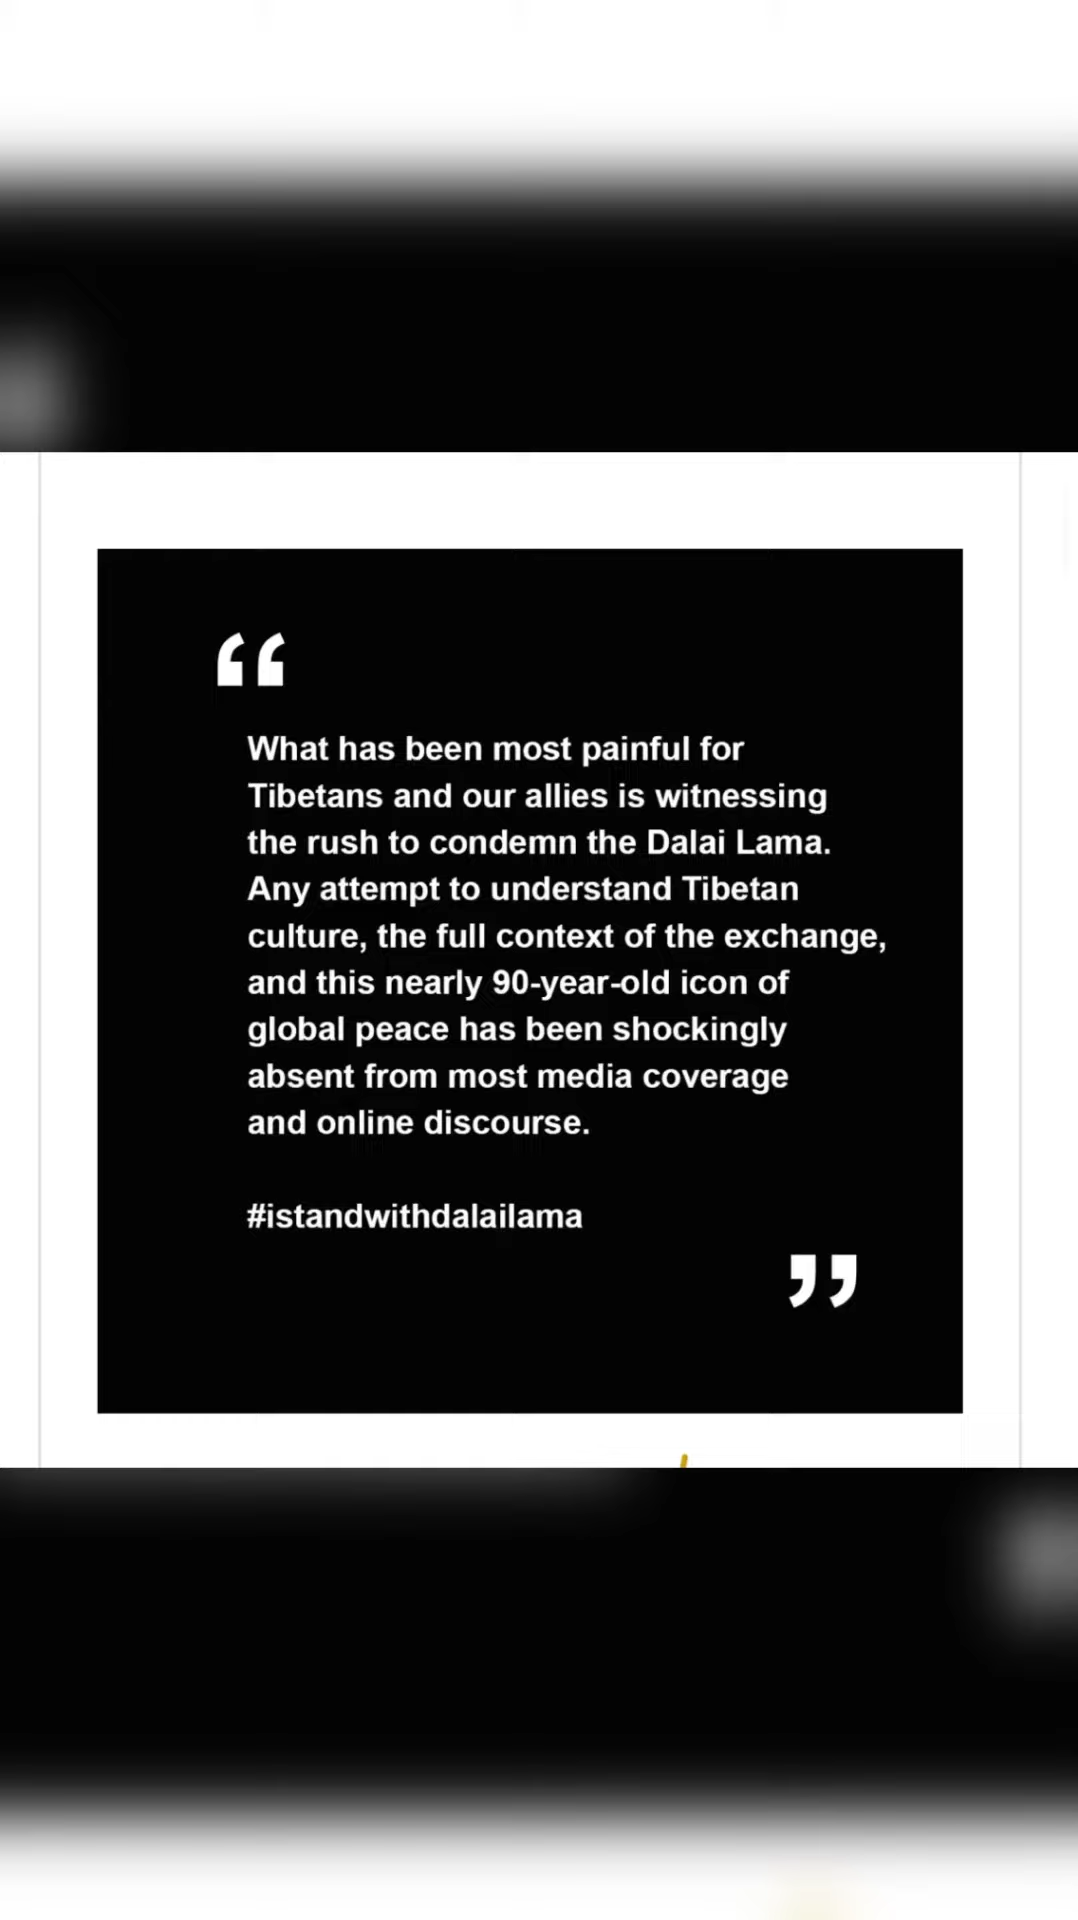 “
What has been most painful for
Tibetans and our allies is witnessing
the rush to condemn the Dalai Lama.
Any attempt to understand Tibetan
culture, the full context of the exchange,
and this nearly 90-year-old icon of
global peace has been shockingly
absent from most media coverage
and online discourse.
#istandwithdalailama
”